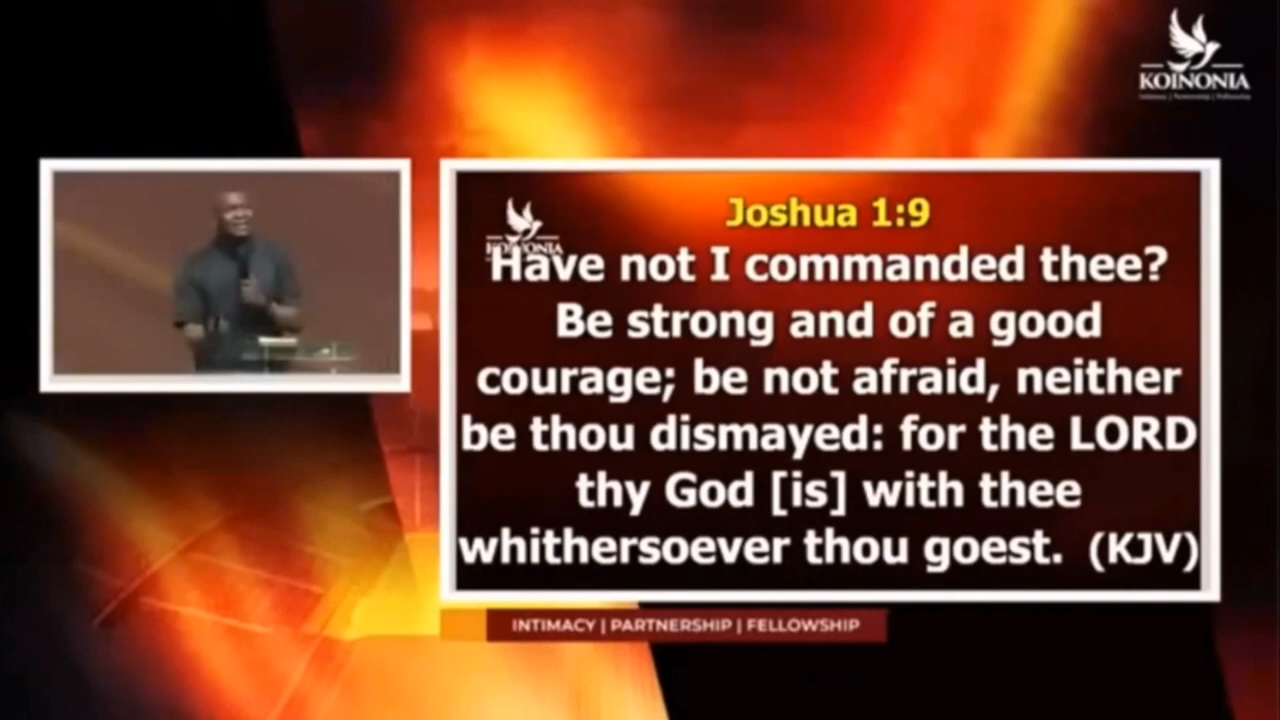 KOINONIA
Joshua 1:9
KOINONIA
Have not I commanded thee?
Be strong and of a good
courage; be not afraid, neither
be thou dismayed: for the LORD
thy God [is] with thee
whithersoever thou goest. (KJV)
INTIMACY | PARTNERSHIP | FELLOWSHIP